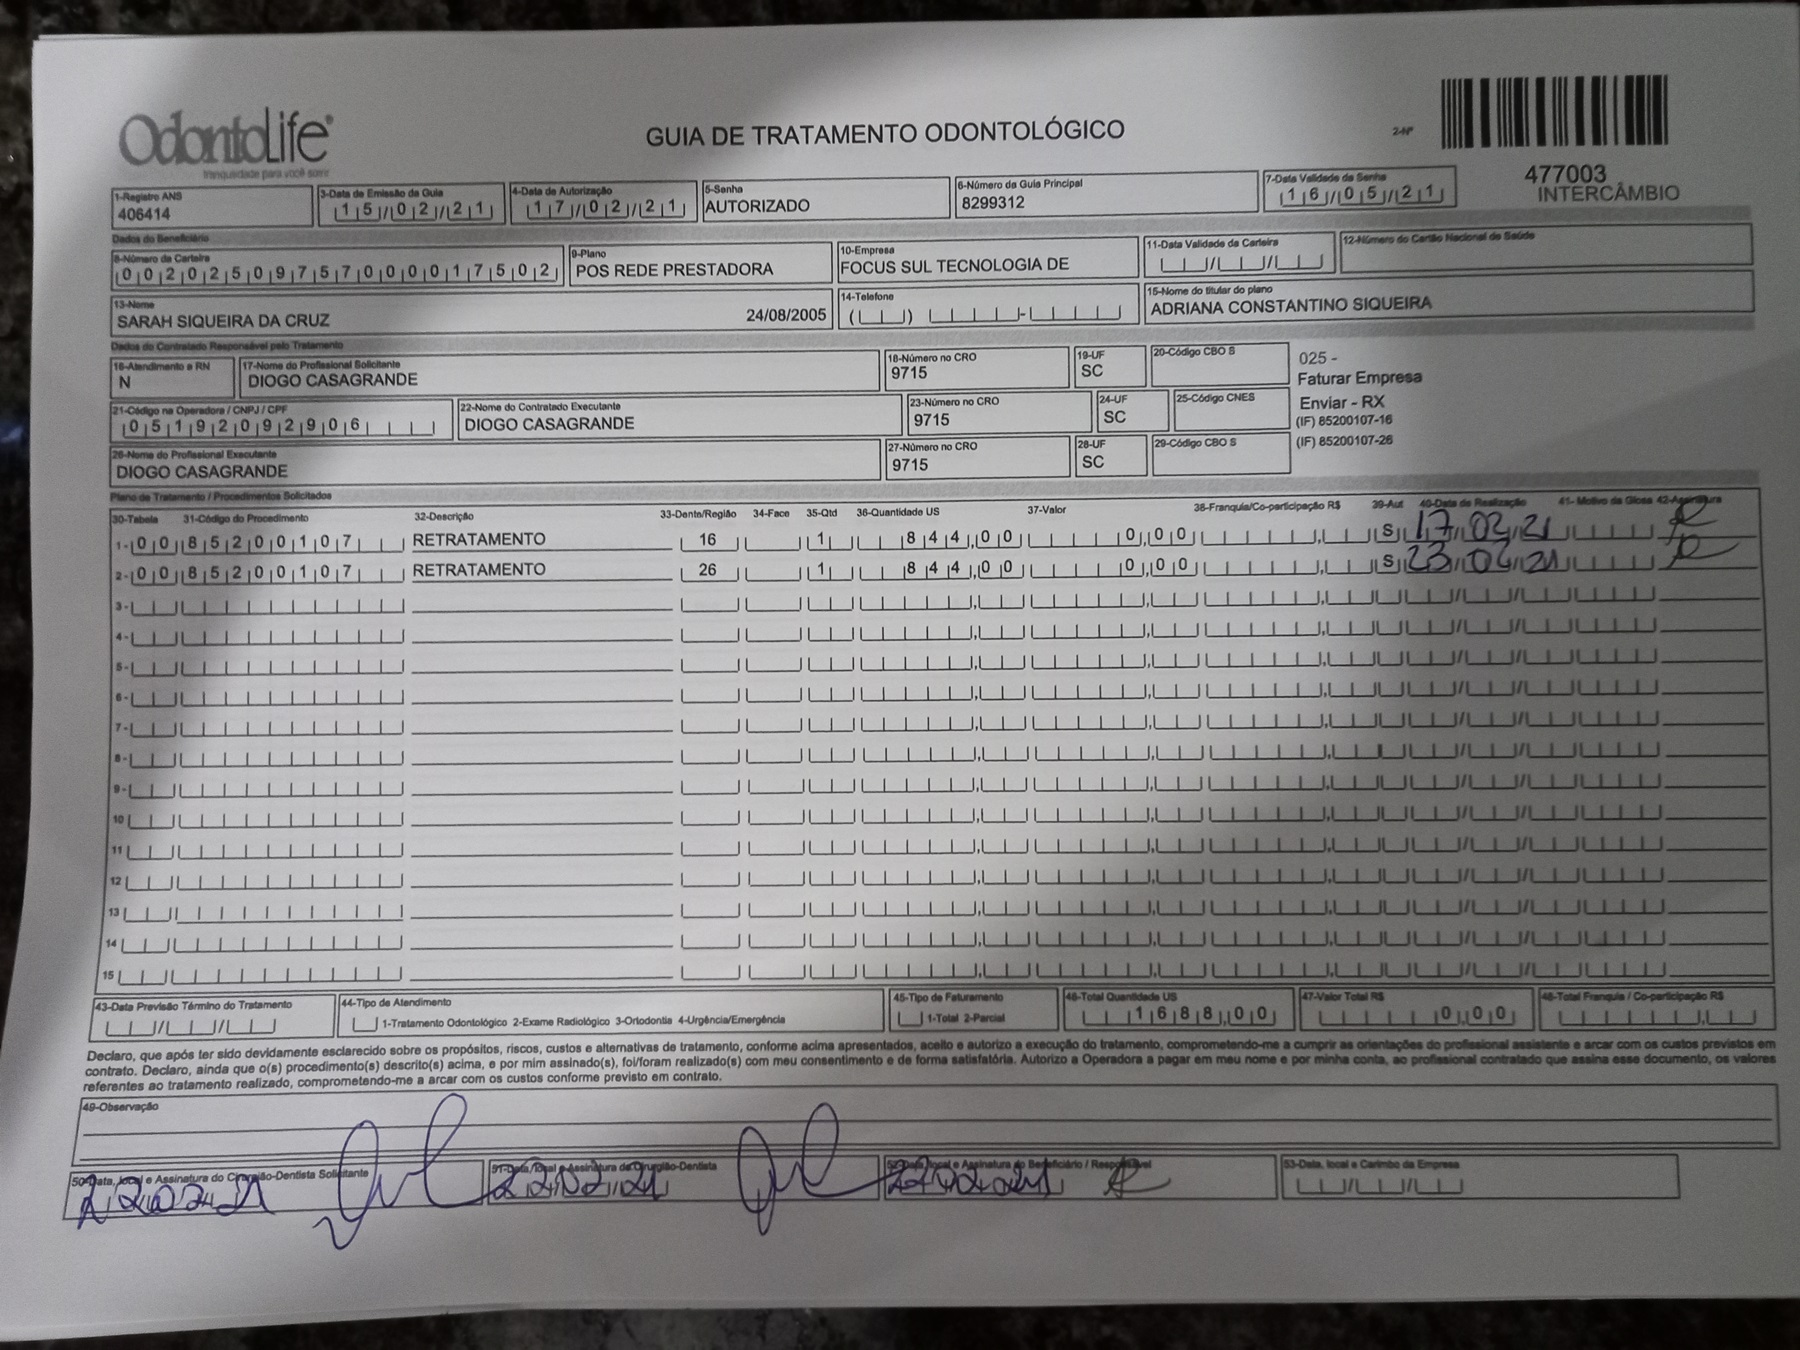 OdontoLife®
tranquilidade para você sorrir
GUIA DE TRATAMENTO ODONTOLÓGICO
2-Nº
477003
INTERCÂMBIO
1-Registro ANS
406414
3-Data de Emissão da Guia
15/02/21
4-Data de Autorização
17/02/21
5-Senha
AUTORIZADO
6-Número da Guia Principal
8299312
7-Data Validade da Senha
16/05/21
Dados do Beneficiário
8-Número da Carteira
00202509757000017502
9-Plano
POS REDE PRESTADORA
10-Empresa
FOCUS SUL TECNOLOGIA DE
11-Data Validade da Carteira
12-Número do Cartão Nacional de Saúde
13-Nome
SARAH SIQUEIRA DA CRUZ 24/08/2005
14-Telefone
15-Nome do titular do plano
ADRIANA CONSTANTINO SIQUEIRA
Dados do Contratado Responsável pelo Tratamento
16-Atendimento a RN
N
17-Nome do Profissional Solicitante
DIOGO CASAGRANDE
18-Número no CRO
9715
19-UF
SC
20-Código CBO S
025 -
Faturar Empresa
Enviar - RX
(IF) 85200107-16
(IF) 85200107-26
21-Código na Operadora / CNPJ / CPF
05192092906
22-Nome do Contratado Executante
DIOGO CASAGRANDE
23-Número no CRO
9715
24-UF
SC
25-Código CNES
26-Nome do Profissional Executante
DIOGO CASAGRANDE
27-Número no CRO
9715
28-UF
SC
29-Código CBO S
Plano de Tratamento / Procedimentos Solicitados
30-Tabela 31-Código do Procedimento 32-Descrição 33-Dente/Região 34-Face 35-Qtd 36-Quantidade US 37-Valor 38-Franquia/Co-participação R$ 39-Aut 40-Data de Realização 41- Motivo da Glosa 42-Assinatura
1- 00 85200107 RETRATAMENTO 16 1 844,00 0,00 S 17/02/21
2- 00 85200107 RETRATAMENTO 26 1 844,00 0,00 S 23/02/21
3-
4-
5-
6-
7-
8-
9-
10
11
12
13
14
15
43-Data Previsão Término do Tratamento
44-Tipo de Atendimento
1-Tratamento Odontológico 2-Exame Radiológico 3-Ortodontia 4-Urgência/Emergência
45-Tipo de Faturamento
1-Total 2-Parcial
46-Total Quantidade US
1688,00
47-Valor Total R$
0,00
48-Total Franquia / Co-participação R$
Declaro, que após ter sido devidamente esclarecido sobre os propósitos, riscos, custos e alternativas de tratamento, conforme acima apresentados, aceito e autorizo a execução do tratamento, comprometendo-me a cumprir as orientações do profissional assistente e arcar com os custos previstos em
contrato. Declaro, ainda que o(s) procedimento(s) descrito(s) acima, e por mim assinado(s), foi/foram realizado(s) com meu consentimento e de forma satisfatória. Autorizo a Operadora a pagar em meu nome e por minha conta, ao profissional contratado que assina esse documento, os valores
referentes ao tratamento realizado, comprometendo-me a arcar com os custos conforme previsto em contrato.
49-Observação
50-Data, local e Assinatura do Cirurgião-Dentista Solicitante
51-Data, local e Assinatura do Cirurgião-Dentista
22/02/21
52-Data, local e Assinatura do Beneficiário / Responsável
53-Data, local e Carimbo da Empresa